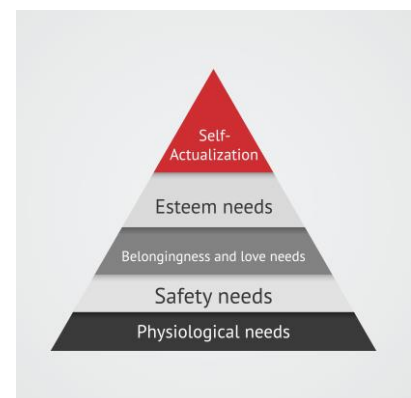 Self-
Actualization
Esteem needs
Belongingness and love needs
Safety needs
Physiological needs